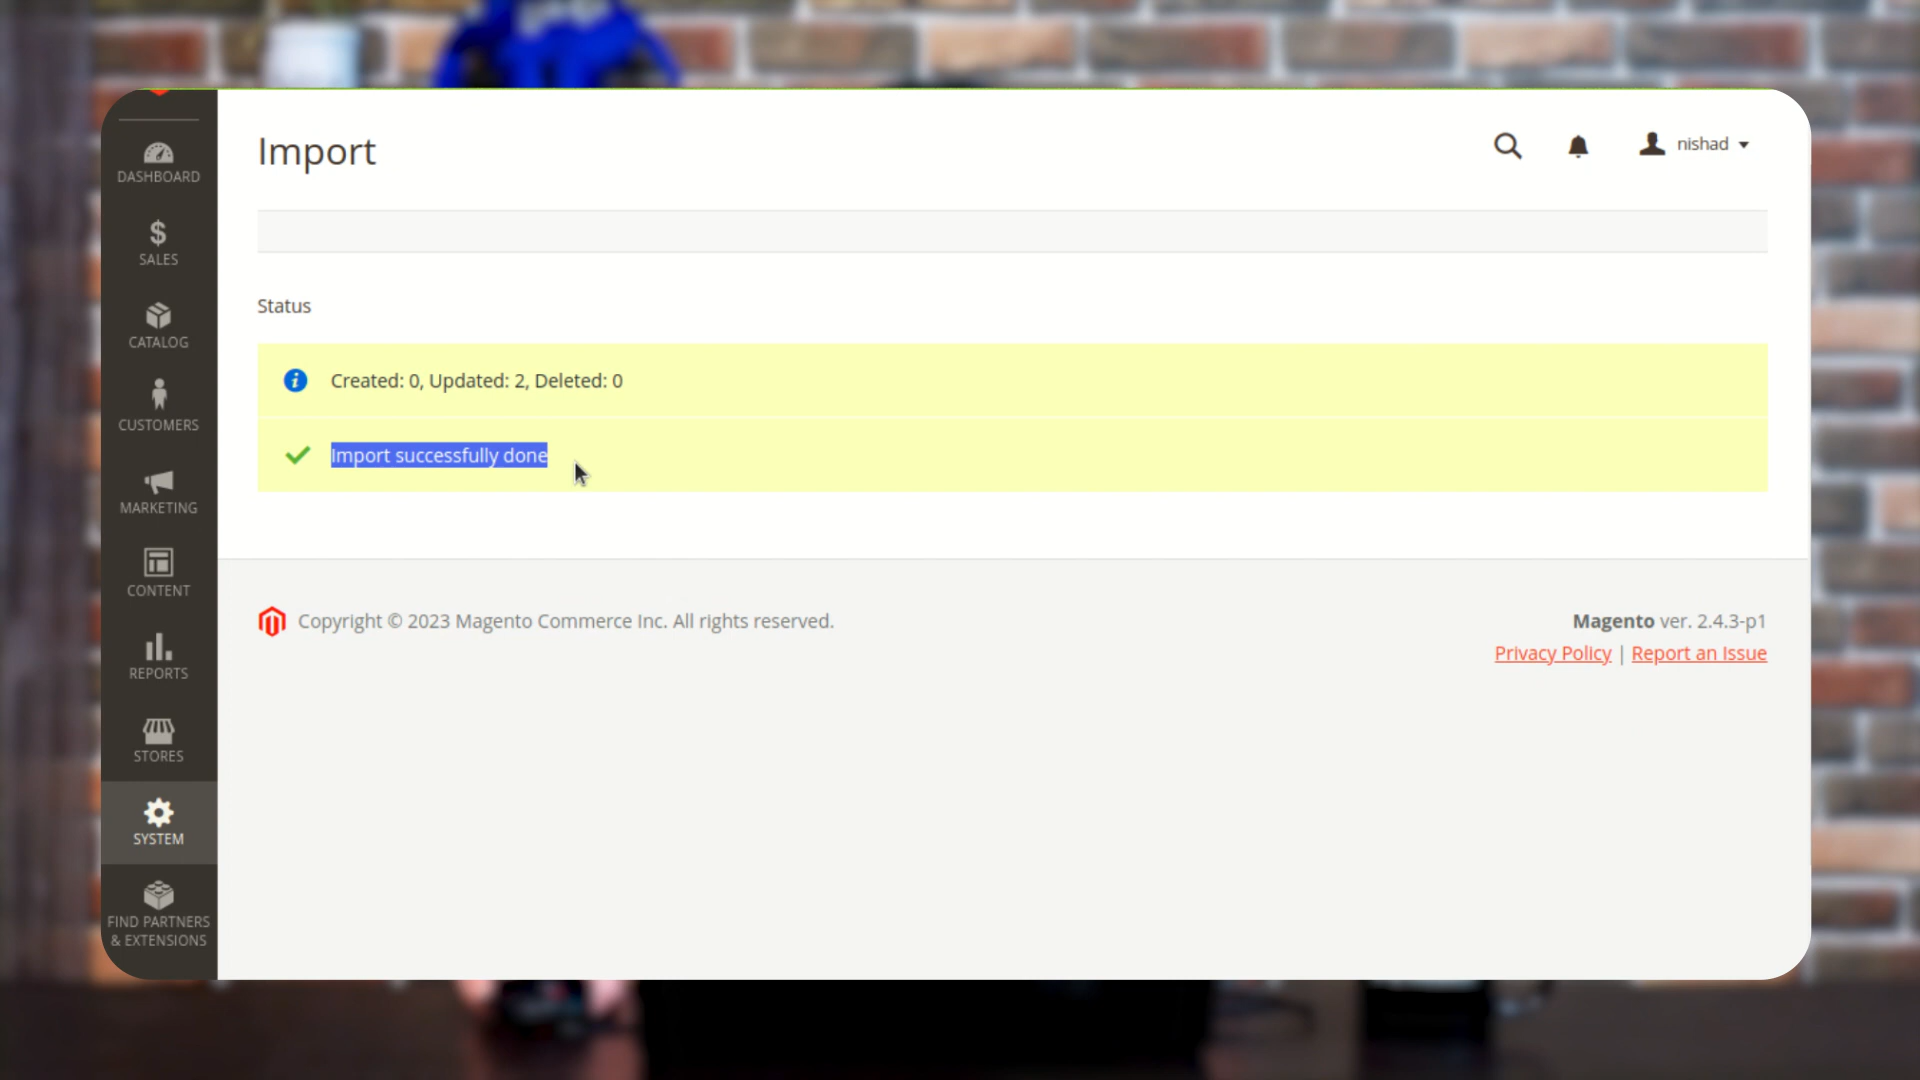 Import
nishad
DASHBOARD
SALES
CATALOG
CUSTOMERS
MARKETING
CONTENT
REPORTS
STORES
SYSTEM
FIND PARTNERS
& EXTENSIONS
Status
Created: 0, Updated: 2, Deleted: 0
Import successfully done
Copyright © 2023 Magento Commerce Inc. All rights reserved.
Magento ver. 2.4.3-p1
Privacy Policy | Report an Issue